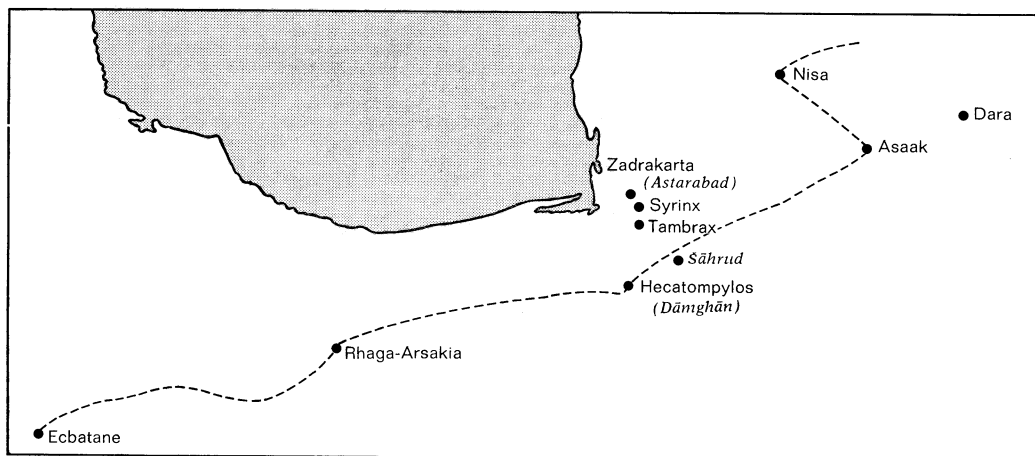 Nisa
Dara
Asaak
Zadrakarta
(Astarabad)
Syrinx
Tambrax
Šāhrud
Hecatompylos
(Dāmghān)
Rhaga-Arsakia
Ecbatane